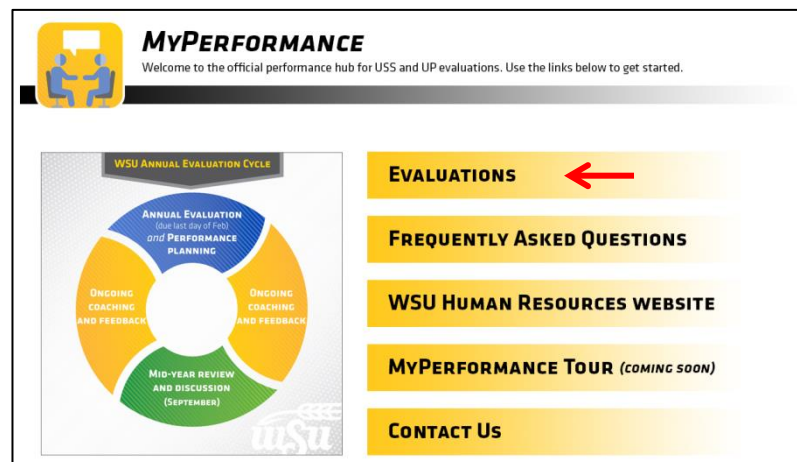 MyPerformance
Welcome to the official performance hub for USS and UP evaluations. Use the links below to get started.
WSU Annual Evaluation Cycle
Annual Evaluation
(due last day of Feb)
and Performance
planning
Ongoing
coaching
and feedback
Ongoing
coaching
and feedback
Mid-year review
and discussion
(September)
wsu
Evaluations
Frequently Asked Questions
WSU Human Resources website
MyPerformance Tour (coming soon)
Contact Us